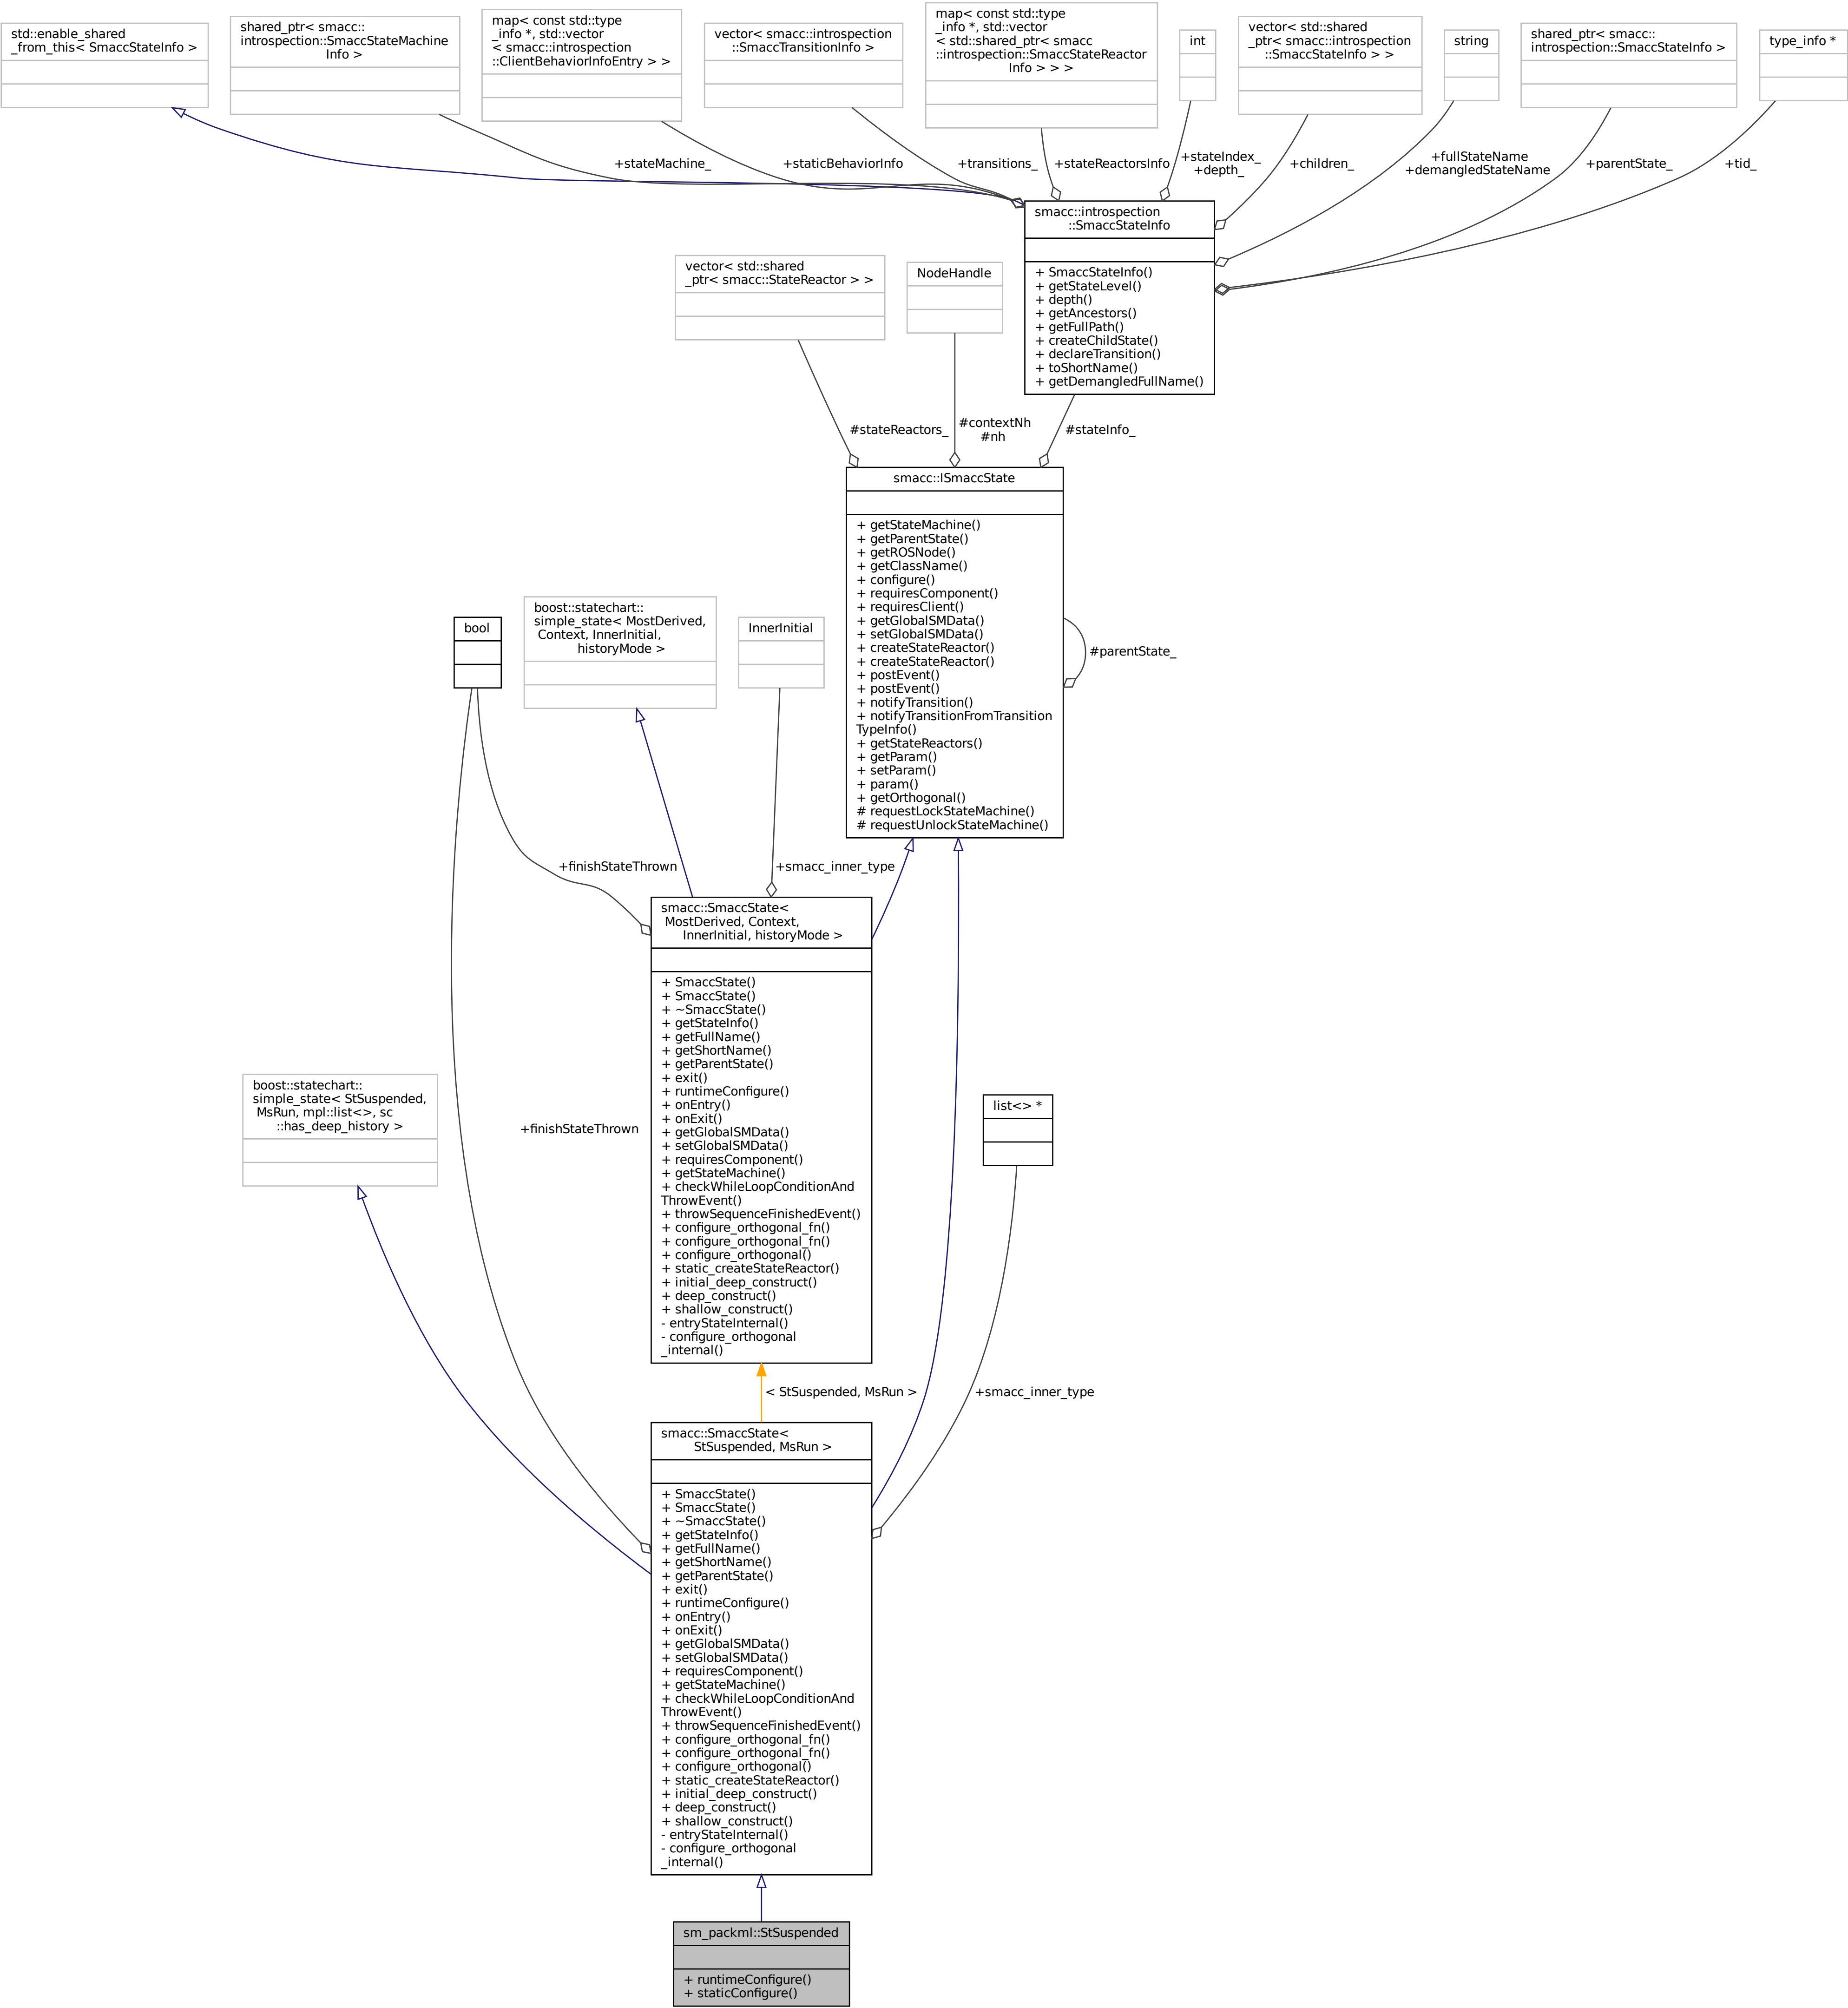 std::enable_shared
_from_this< SmaccStateInfo >
shared_ptr< smacc::
introspection::SmaccStateMachine
Info >
map< const std::type
_info *, std::vector
< smacc::introspection
::ClientBehaviorInfoEntry > >
vector< smacc::introspection
::SmaccTransitionInfo >
map< const std::type
_info *, std::vector
< std::shared_ptr< smacc
::introspection::SmaccStateReactor
Info > > >
int
vector< std::shared
_ptr< smacc::introspection
::SmaccStateInfo > >
string
shared_ptr< smacc::
introspection::SmaccStateInfo >
type_info *
+stateMachine_
+staticBehaviorInfo
+transitions_
+stateReactorsInfo
+stateIndex_
+depth_
+children_
+fullStateName
+demangledStateName
+parentState_
+tid_
smacc::introspection
::SmaccStateInfo
+ SmaccStateInfo()
+ getStateLevel()
+ depth()
+ getAncestors()
+ getFullPath()
+ createChildState()
+ declareTransition()
+ toShortName()
+ getDemangledFullName()
vector< std::shared
_ptr< smacc::StateReactor > >
NodeHandle
#stateReactors_
#contextNh
#nh
#stateInfo_
smacc::ISmaccState
+ getStateMachine()
+ getParentState()
+ getROSNode()
+ getClassName()
+ configure()
+ requiresComponent()
+ requiresClient()
+ getGlobalSMData()
+ setGlobalSMData()
+ createStateReactor()
+ createStateReactor()
+ postEvent()
+ postEvent()
+ notifyTransition()
+ notifyTransitionFromTransition
TypeInfo()
+ getStateReactors()
+ getParam()
+ setParam()
+ param()
+ getOrthogonal()
# requestLockStateMachine()
# requestUnlockStateMachine()
#parentState_
bool
boost::statechart::
simple_state< MostDerived,
Context, InnerInitial,
historyMode >
InnerInitial
+finishStateThrown
+smacc_inner_type
smacc::SmaccState<
MostDerived, Context,
InnerInitial, historyMode >
+ SmaccState()
+ SmaccState()
+ ~SmaccState()
+ getStateInfo()
+ getFullName()
+ getShortName()
+ getParentState()
+ exit()
+ runtimeConfigure()
+ onEntry()
+ onExit()
+ getGlobalSMData()
+ setGlobalSMData()
+ requiresComponent()
+ getStateMachine()
+ checkWhileLoopConditionAnd
ThrowEvent()
+ throwSequenceFinishedEvent()
+ configure_orthogonal_fn()
+ configure_orthogonal_fn()
+ configure_orthogonal()
+ static_createStateReactor()
+ initial_deep_construct()
+ deep_construct()
+ shallow_construct()
- entryStateInternal()
- configure_orthogonal
_internal()
boost::statechart::
simple_state< StSuspended,
MsRun, mpl::list<>, sc
::has_deep_history >
+finishStateThrown
list<> *
< StSuspended, MsRun >
+smacc_inner_type
smacc::SmaccState<
StSuspended, MsRun >
+ SmaccState()
+ SmaccState()
+ ~SmaccState()
+ getStateInfo()
+ getFullName()
+ getShortName()
+ getParentState()
+ exit()
+ runtimeConfigure()
+ onEntry()
+ onExit()
+ getGlobalSMData()
+ setGlobalSMData()
+ requiresComponent()
+ getStateMachine()
+ checkWhileLoopConditionAnd
ThrowEvent()
+ throwSequenceFinishedEvent()
+ configure_orthogonal_fn()
+ configure_orthogonal_fn()
+ configure_orthogonal()
+ static_createStateReactor()
+ initial_deep_construct()
+ deep_construct()
+ shallow_construct()
- entryStateInternal()
- configure_orthogonal
_internal()
sm_packml::StSuspended
+ runtimeConfigure()
+ staticConfigure()